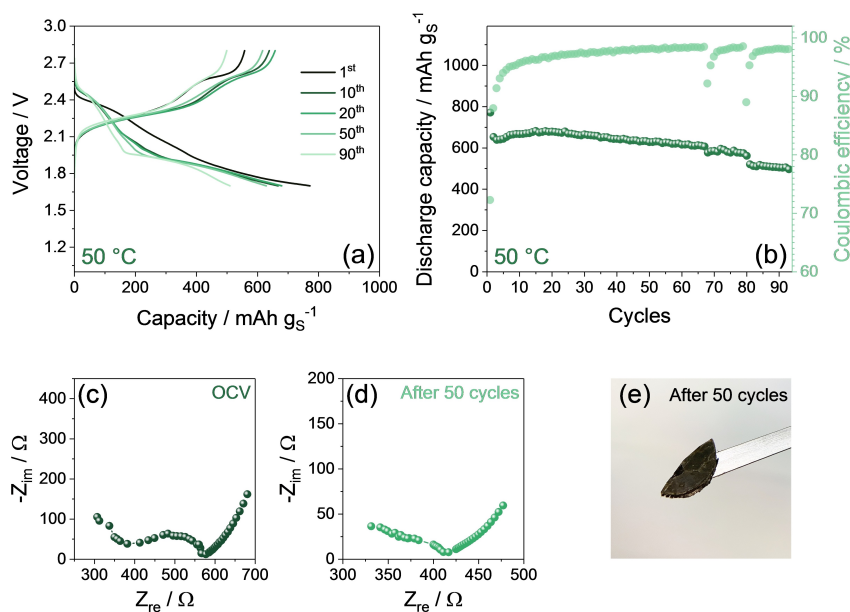 3.0
2.7
2.4
2.1
1.8
1.5
1.2
Voltage / V
0 200 400 600 800 1000
Capacity / mAh gS-1
1st
10th
20th
50th
90th
50 °C
(a)
1000
800
600
400
200
0
Discharge capacity / mAh gS-1
0 10 20 30 40 50 60 70 80 90
Cycles
100
90
80
70
60
Coulombic efficiency / %
50 °C
(b)
(c)
OCV
400
300
200
100
0
-Zim / Ω
300 400 500 600 700
Zre / Ω
(d)
After 50 cycles
200
150
100
50
0
-Zim / Ω
300 350 400 450 500
Zre / Ω
(e)
After 50 cycles